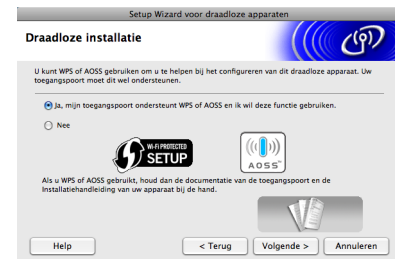 Setup Wizard voor draadloze apparaten
Draadloze installatie
U kunt WPS of AOSS gebruiken om u te helpen bij het configureren van dit draadloze apparaat. Uw
toegangspoort moet dit wel ondersteunen.
Ja, mijn toegangspoort ondersteunt WPS of AOSS en ik wil deze functie gebruiken.
Nee
WI-FI PROTECTED
SETUP
AOSS™
Als u WPS of AOSS gebruikt, houd dan de documentatie van de toegangspoort en de
Installatiehandleiding van uw apparaat bij de hand.
Help
< Terug
Volgende >
Annuleren